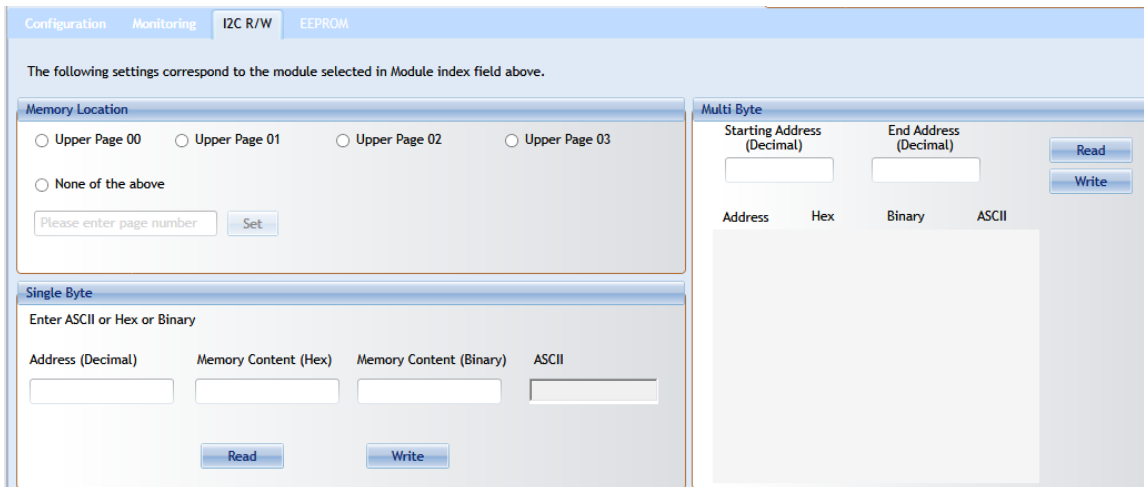 Configuration Monitoring I2C R/W EEPROM
The following settings correspond to the module selected in Module index field above.
Memory Location
Upper Page 00 Upper Page 01 Upper Page 02 Upper Page 03
None of the above
Please enter page number Set
Single Byte
Enter ASCII or Hex or Binary
Address (Decimal) Memory Content (Hex) Memory Content (Binary) ASCII
Read Write
Multi Byte
Starting Address (Decimal) End Address (Decimal)
Read
Write
Address Hex Binary ASCII